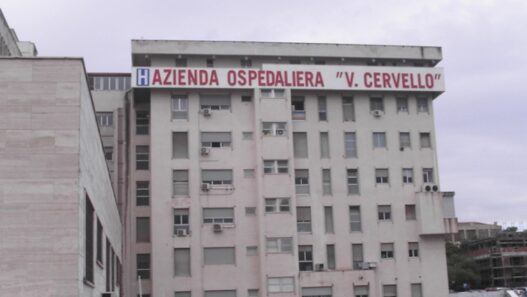 H AZIENDA OSPEDALIERA "V. CERVELLO"